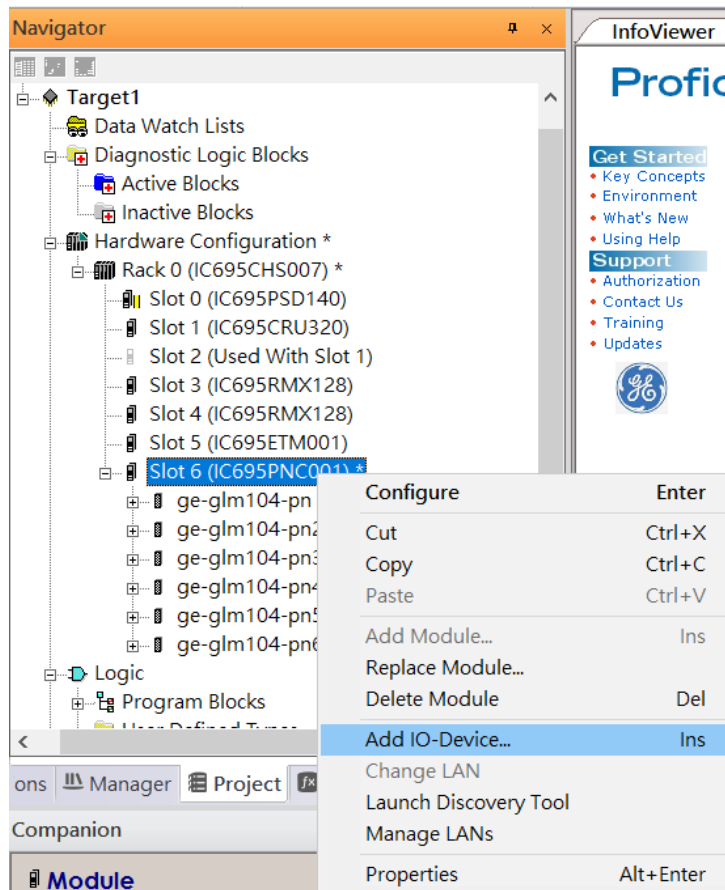 Navigator
InfoViewer
Target1
Data Watch Lists
Diagnostic Logic Blocks
Active Blocks
Inactive Blocks
Hardware Configuration *
Rack 0 (IC695CHS007) *
Slot 0 (IC695PSD140)
Slot 1 (IC695CRU320)
Slot 2 (Used With Slot 1)
Slot 3 (IC695RMX128)
Slot 4 (IC695RMX128)
Slot 5 (IC695ETM001)
Slot 6 (IC695PNC001) *
ge-glm104-pn
ge-glm104-pn2
ge-glm104-pn3
ge-glm104-pn4
ge-glm104-pn5
ge-glm104-pn6
Logic
Program Blocks
User Defined Types
ons
Manager
Project
fx
Companion
Module
Profic
Get Started
• Key Concepts
• Environment
• What's New
• Using Help
Support
• Authorization
• Contact Us
• Training
• Updates
GE
Configure Enter
Cut Ctrl+X
Copy Ctrl+C
Paste Ctrl+V
Add Module... Ins
Replace Module...
Delete Module Del
Add IO-Device... Ins
Change LAN
Launch Discovery Tool
Manage LANs
Properties Alt+Enter